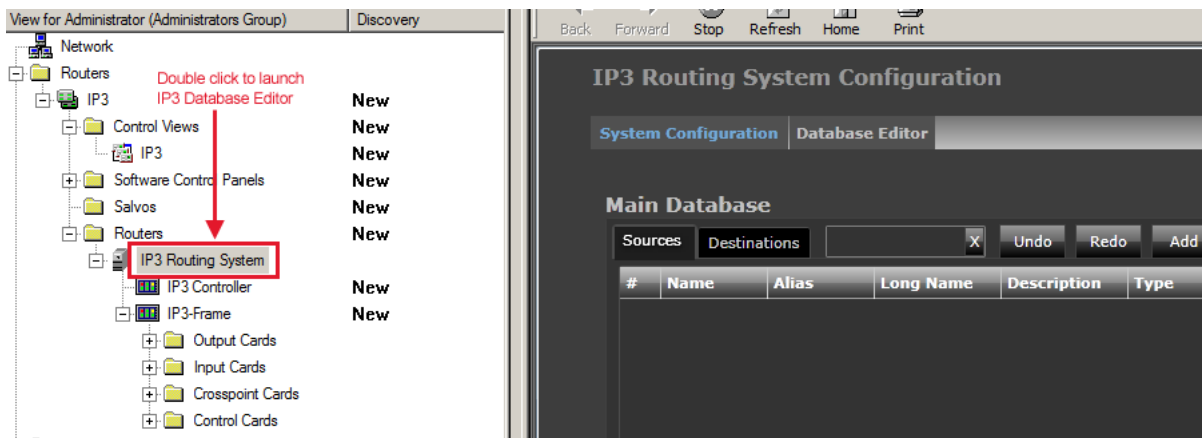 View for Administrator (Administrators Group) Discovery
Network
Routers
Double click to launch
IP3 Database Editor
IP3 New
Control Views New
IP3 New
Software Control Panels New
Salvos New
Routers New
IP3 Routing System
IP3 Controller New
IP3-Frame New
Output Cards
Input Cards
Crosspoint Cards
Control Cards
Back Forward Stop Refresh Home Print
IP3 Routing System Configuration
System Configuration Database Editor
Main Database
Sources Destinations X Undo Redo Add
# Name Alias Long Name Description Type